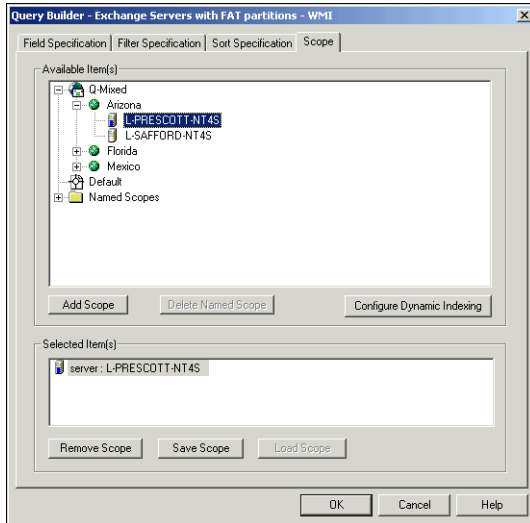 Query Builder - Exchange Servers with FAT partitions - WMI
Field Specification Filter Specification Sort Specification Scope
Available Item(s)
Q-Mixed
Arizona
L-PRESCOTT-NT4S
L-SAFFORD-NT4S
Florida
Mexico
Default
Named Scopes
Add Scope Delete Named Scope Configure Dynamic Indexing
Selected Item(s)
server : L-PRESCOTT-NT4S
Remove Scope Save Scope Load Scope
OK Cancel Help